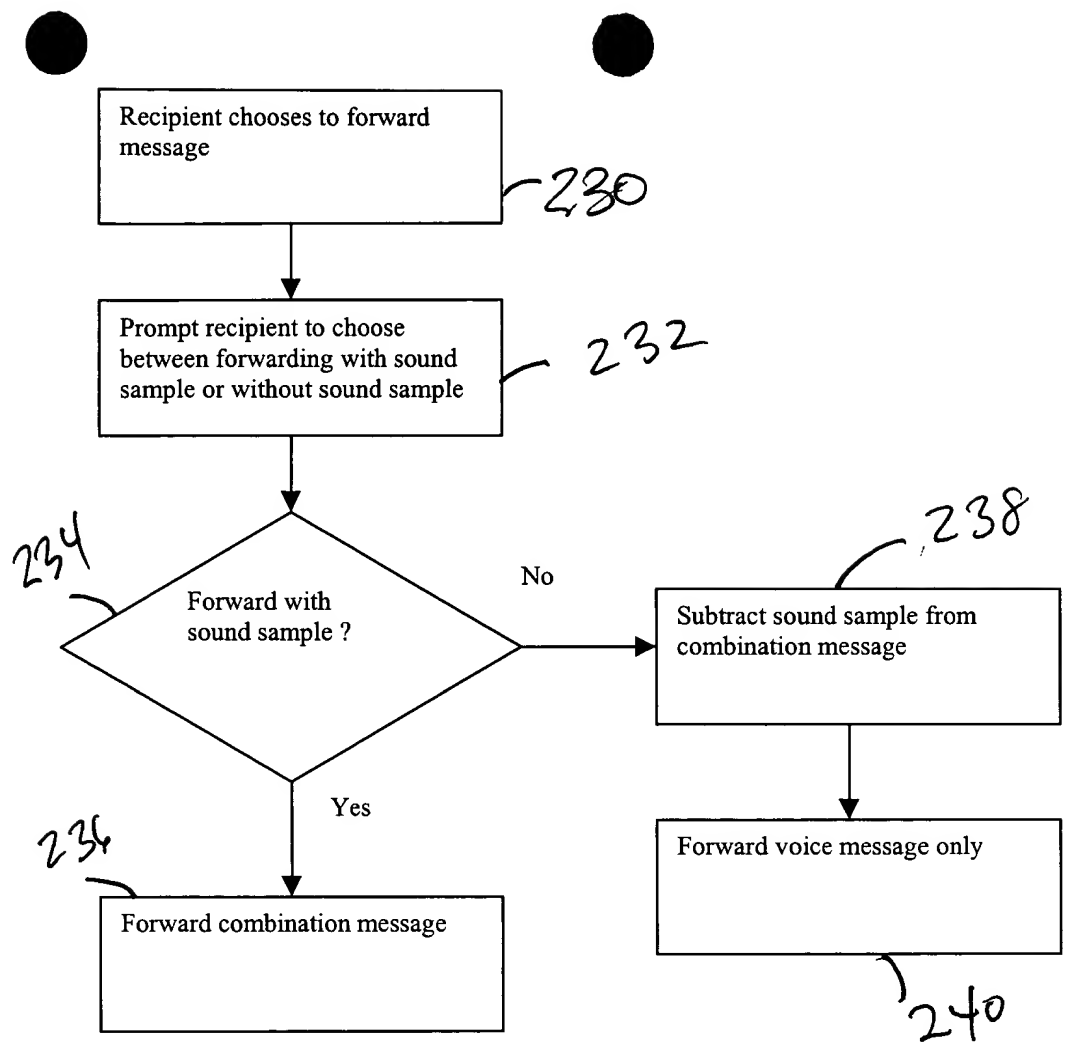 Recipient chooses to forward
message
230
Prompt recipient to choose
between forwarding with sound
sample or without sound sample
232
234
Forward with
sound sample ?
No
238
Subtract sound sample from
combination message
Yes
236
Forward combination message
Forward voice message only
240